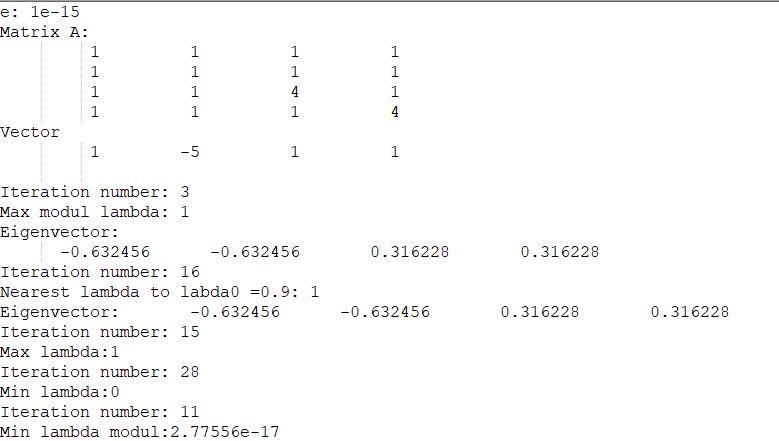 e: 1e-15
Matrix A:
1 1 1 1
1 1 1 1
1 1 4 1
1 1 1 4
Vector
1 -5 1 1
Iteration number: 3
Max modul lambda: 1
Eigenvector:
-0.632456 -0.632456 0.316228 0.316228
Iteration number: 16
Nearest lambda to labda0 =0.9: 1
Eigenvector: -0.632456 -0.632456 0.316228 0.316228
Iteration number: 15
Max lambda:1
Iteration number: 28
Min lambda:0
Iteration number: 11
Min lambda modul:2.77556e-17